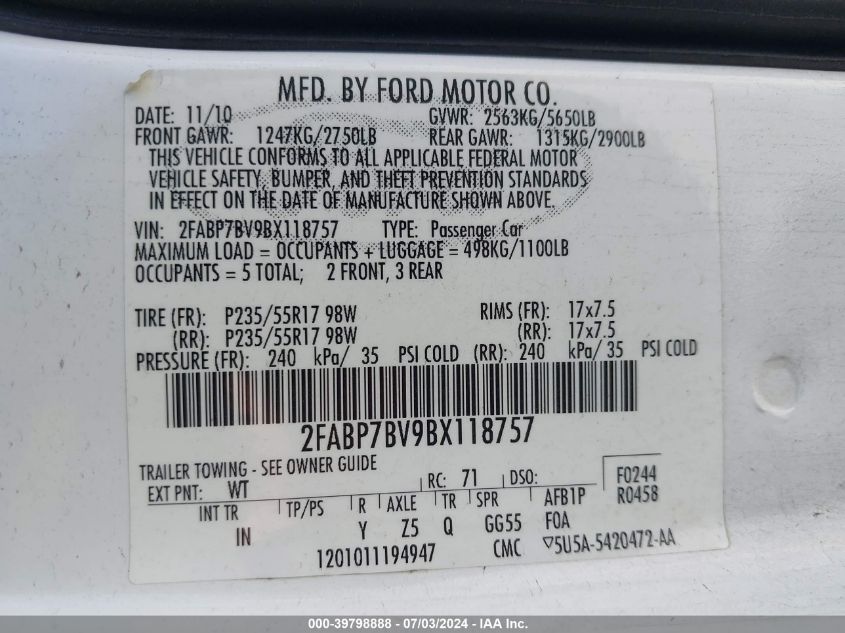 MFD. BY FORD MOTOR CO.
DATE: 11/10 GVWR: 2563KG/5650LB
FRONT GAWR: 1247KG/2750LB REAR GAWR: 1315KG/2900LB
THIS VEHICLE CONFORMS TO ALL APPLICABLE FEDERAL MOTOR
VEHICLE SAFETY, BUMPER, AND THEFT PREVENTION STANDARDS
IN EFFECT ON THE DATE OF MANUFACTURE SHOWN ABOVE.
VIN: 2FABP7BV9BX118757 TYPE: Passenger Car
MAXIMUM LOAD = OCCUPANTS + LUGGAGE = 498KG/1100LB
OCCUPANTS = 5 TOTAL; 2 FRONT, 3 REAR
TIRE (FR): P235/55R17 98W RIMS (FR): 17x7.5
(RR): P235/55R17 98W (RR): 17x7.5
PRESSURE (FR): 240 kPa/ 35 PSI COLD (RR): 240 kPa/ 35 PSI COLD
2FABP7BV9BX118757
TRAILER TOWING - SEE OWNER GUIDE
EXT PNT: WT RC: 71 DSO: F0244
INT TR TP/PS R AXLE TR SPR AFB1P R0458
IN Y Z5 Q GG55 FOA
1201011194947 CMC ▽5U5A-5420472-AA
000-39798888 - 07/03/2024 - IAA Inc.